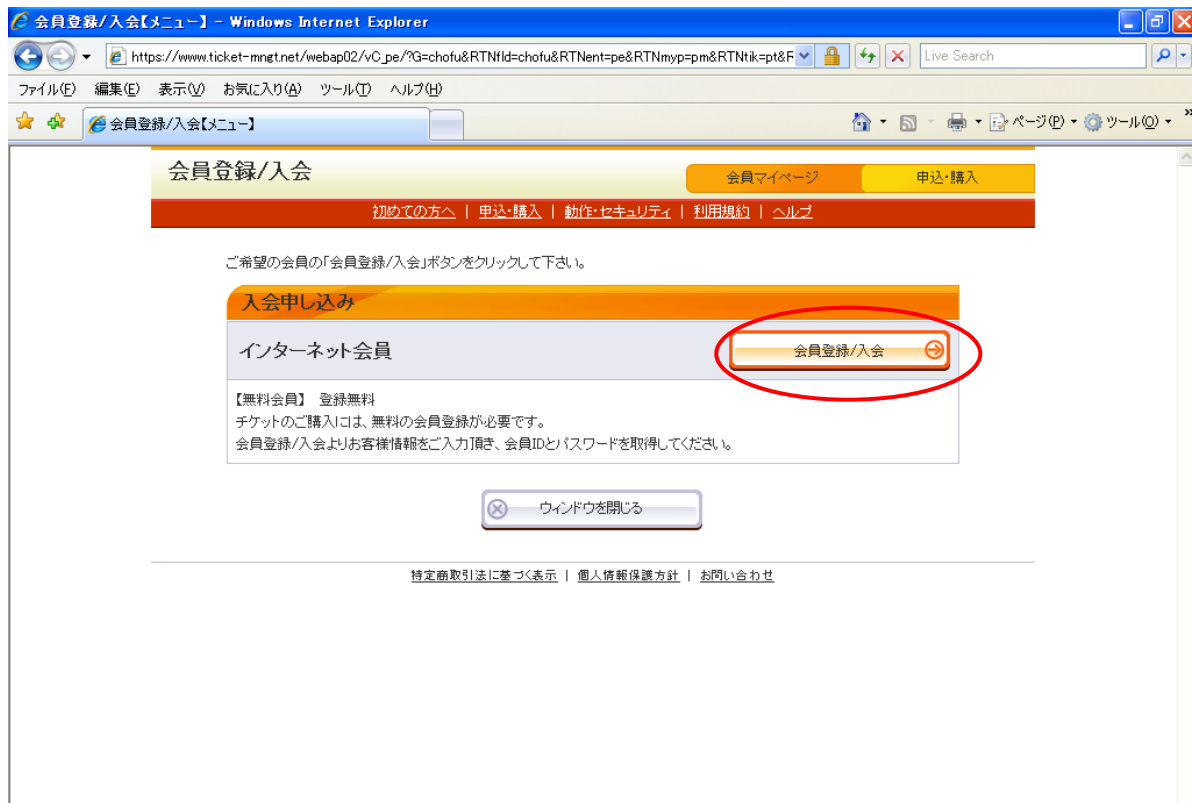 会員登録/入会【メニュー】 - Windows Internet Explorer
https://www.ticket-mngt.net/webap02/vC_pe/?G=chofu&RTNfld=chofu&RTNent=pe&RTNmyp=pm&RTNtik=pt&F
Live Search
ファイル(F) 編集(E) 表示(V) お気に入り(A) ツール(T) ヘルプ(H)
会員登録/入会【メニュー】 ページ(P) ツール(O) »
会員登録/入会
会員マイページ 申込・購入
初めての方へ | 申込・購入 | 動作・セキュリティ | 利用規約 | ヘルプ
ご希望の会員の「会員登録/入会」ボタンをクリックして下さい。
入会申し込み
インターネット会員 会員登録/入会
【無料会員】 登録無料
チケットのご購入には、無料の会員登録が必要です。
会員登録/入会よりお客様情報をご入力頂き、会員IDとパスワードを取得してください。
ウィンドウを閉じる
特定商取引法に基づく表示 | 個人情報保護方針 | お問い合わせ